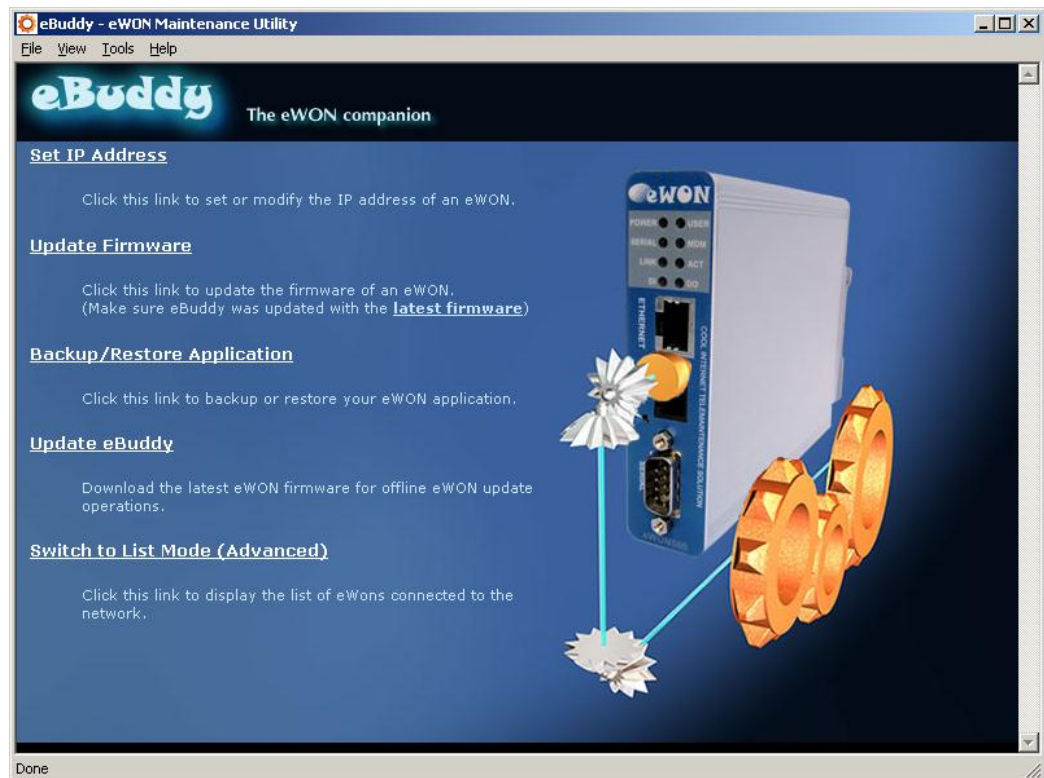 eBuddy - eWON Maintenance Utility
File View Tools Help
eBuddy
The eWON companion
Set IP Address
Click this link to set or modify the IP address of an eWON.
Update Firmware
Click this link to update the firmware of an eWON.
(Make sure eBuddy was updated with the latest firmware)
Backup/Restore Application
Click this link to backup or restore your eWON application.
Update eBuddy
Download the latest eWON firmware for offline eWON update
operations.
Switch to List Mode (Advanced)
Click this link to display the list of eWons connected to the
network.
eWON
POWER USER
SERIAL MDM
LINK ACT
DI DO
ETHERNET
COOL INTERNET TELEMAINTENANCE SOLUTION
SERIAL
eWON500
Done